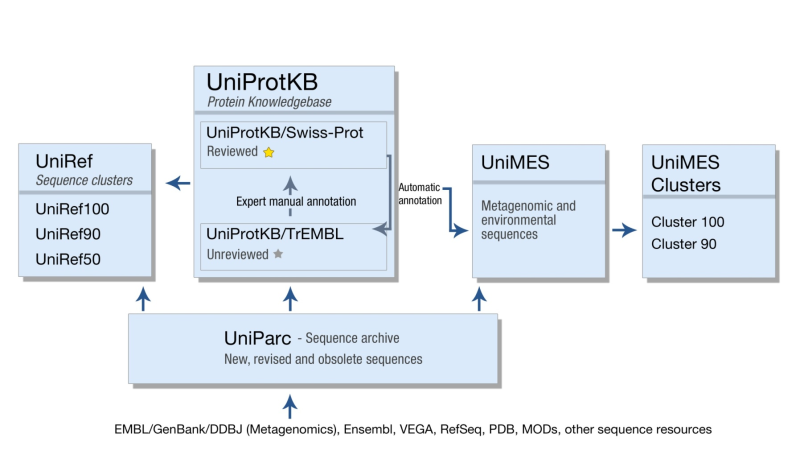 UniProtKB
Protein Knowledgebase
UniProtKB/Swiss-Prot
Reviewed
Expert manual annotation
UniProtKB/TrEMBL
Unreviewed
UniRef
Sequence clusters
UniRef100
UniRef90
UniRef50
Automatic
annotation
UniMES
Metagenomic and
environmental
sequences
UniMES
Clusters
Cluster 100
Cluster 90
UniParc - Sequence archive
New, revised and obsolete sequences
EMBL/GenBank/DDBJ (Metagenomics), Ensembl, VEGA, RefSeq, PDB, MODs, other sequence resources